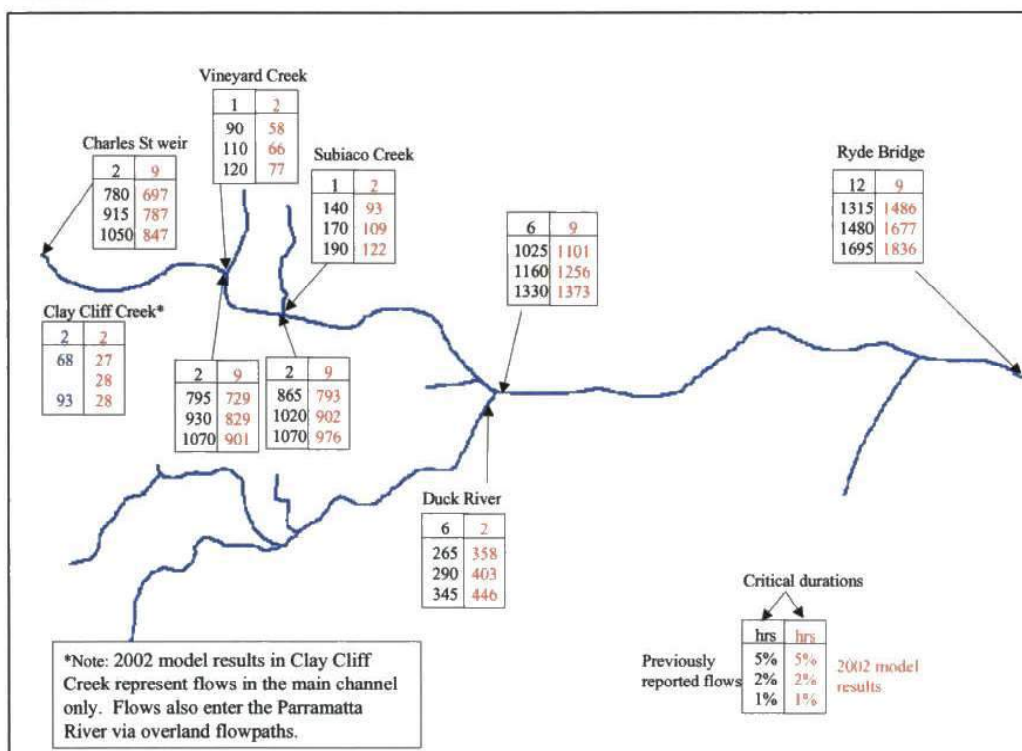 Vineyard Creek
1 2
90 58
110 66
120 77
Charles St weir
2 9
780 697
915 787
1050 847
Subiaco Creek
1 2
140 93
170 109
190 122
Ryde Bridge
12 9
1315 1486
1480 1677
1695 1836
6 9
1025 1101
1160 1256
1330 1373
Clay Cliff Creek*
2 2
68 27
28
93 28
2 9
795 729
930 829
1070 901
2 9
865 793
1020 902
1070 976
Duck River
6 2
265 358
290 403
345 446
Critical durations
hrs hrs
5% 5%
2% 2%
1% 1%
Previously
reported flows
2002 model
results
*Note: 2002 model results in Clay Cliff
Creek represent flows in the main channel
only. Flows also enter the Parramatta
River via overland flowpaths.